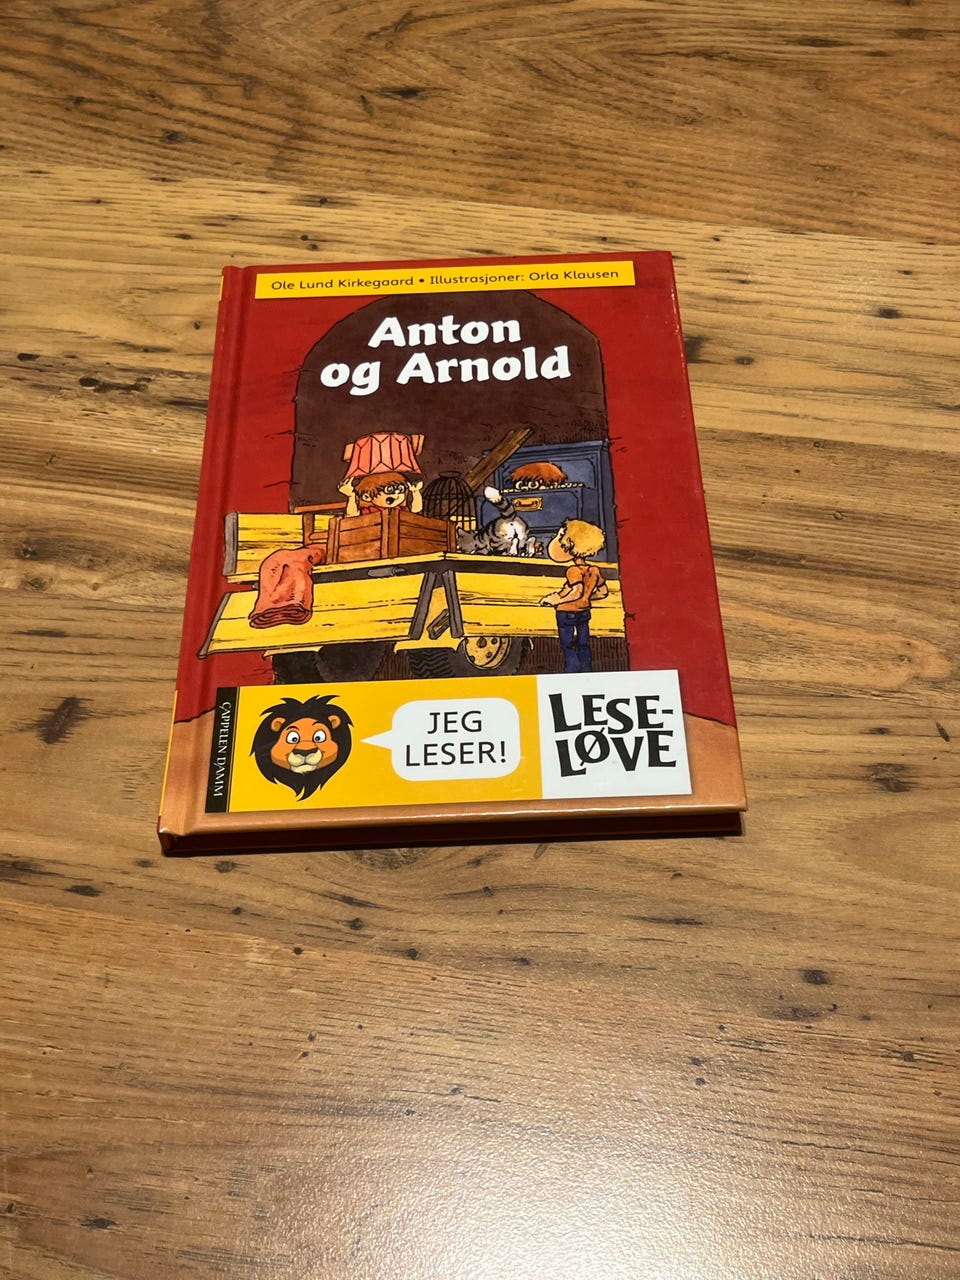 Ole Lund Kirkegaard • Illustrasjoner: Orla Klausen
Anton
og Arnold
CAPPELEN DAMM
JEG
LESER!
LESE-
LØVE